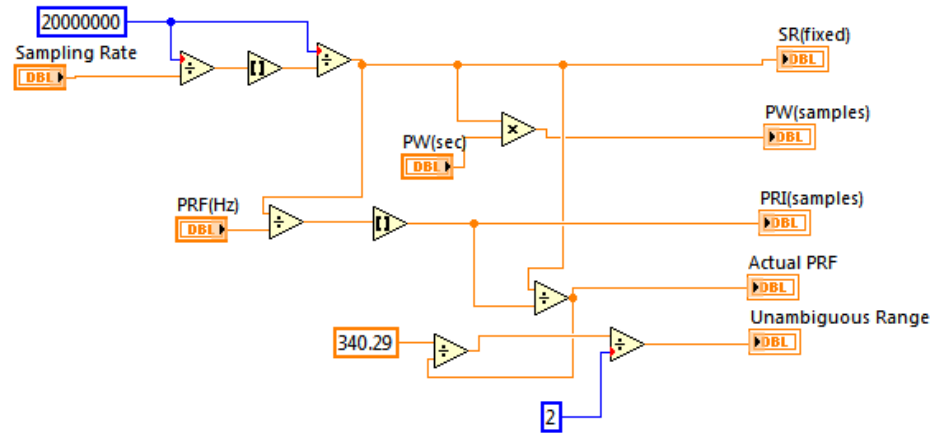 20000000
Sampling Rate
DBL
÷
[]
÷
SR(fixed)
DBL
PW(samples)
DBL
×
PW(sec)
DBL
PRF(Hz)
DBL
÷
[]
PRI(samples)
DBL
Actual PRF
DBL
÷
Unambiguous Range
DBL
340.29
÷
÷
2